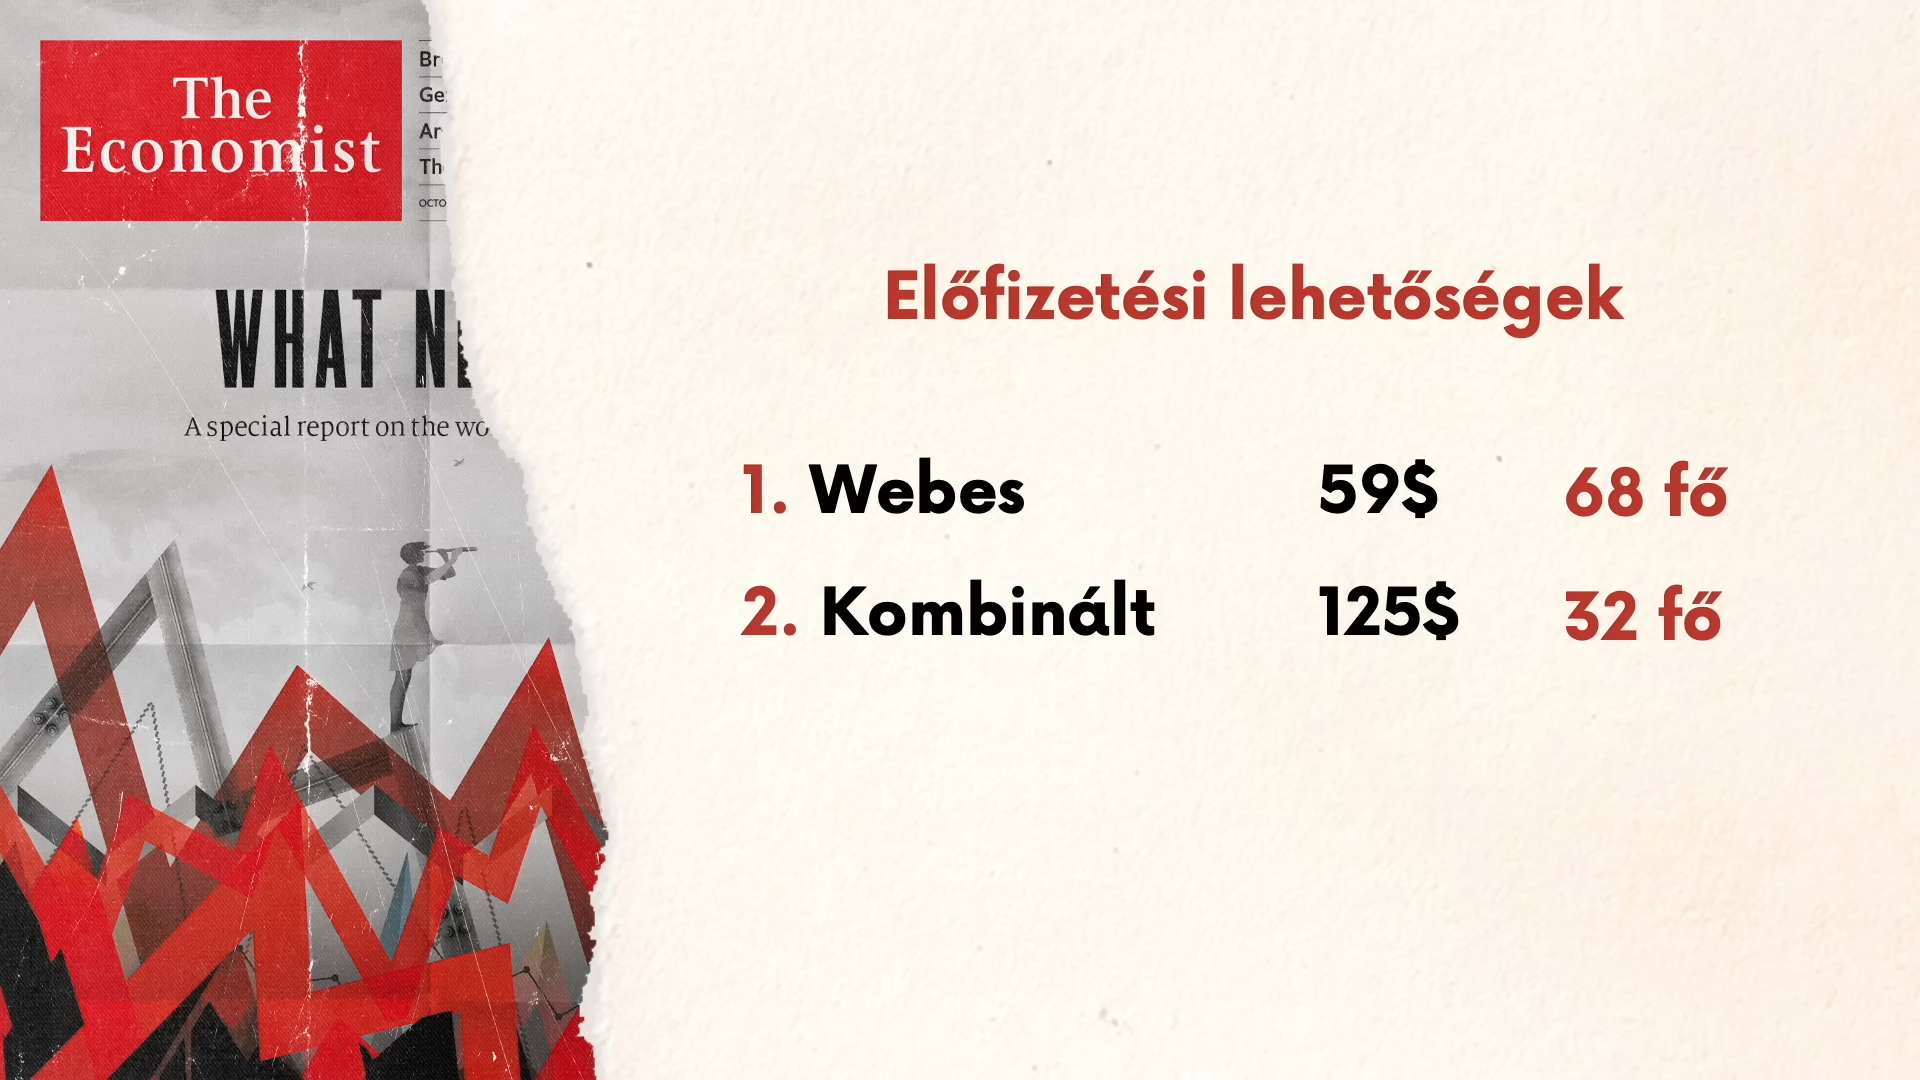 The
Economist
OCTO
WHAT
A special report on the
Előfizetési lehetőségek
1. Webes 59$ 68 fő
2. Kombinált 125$ 32 fő